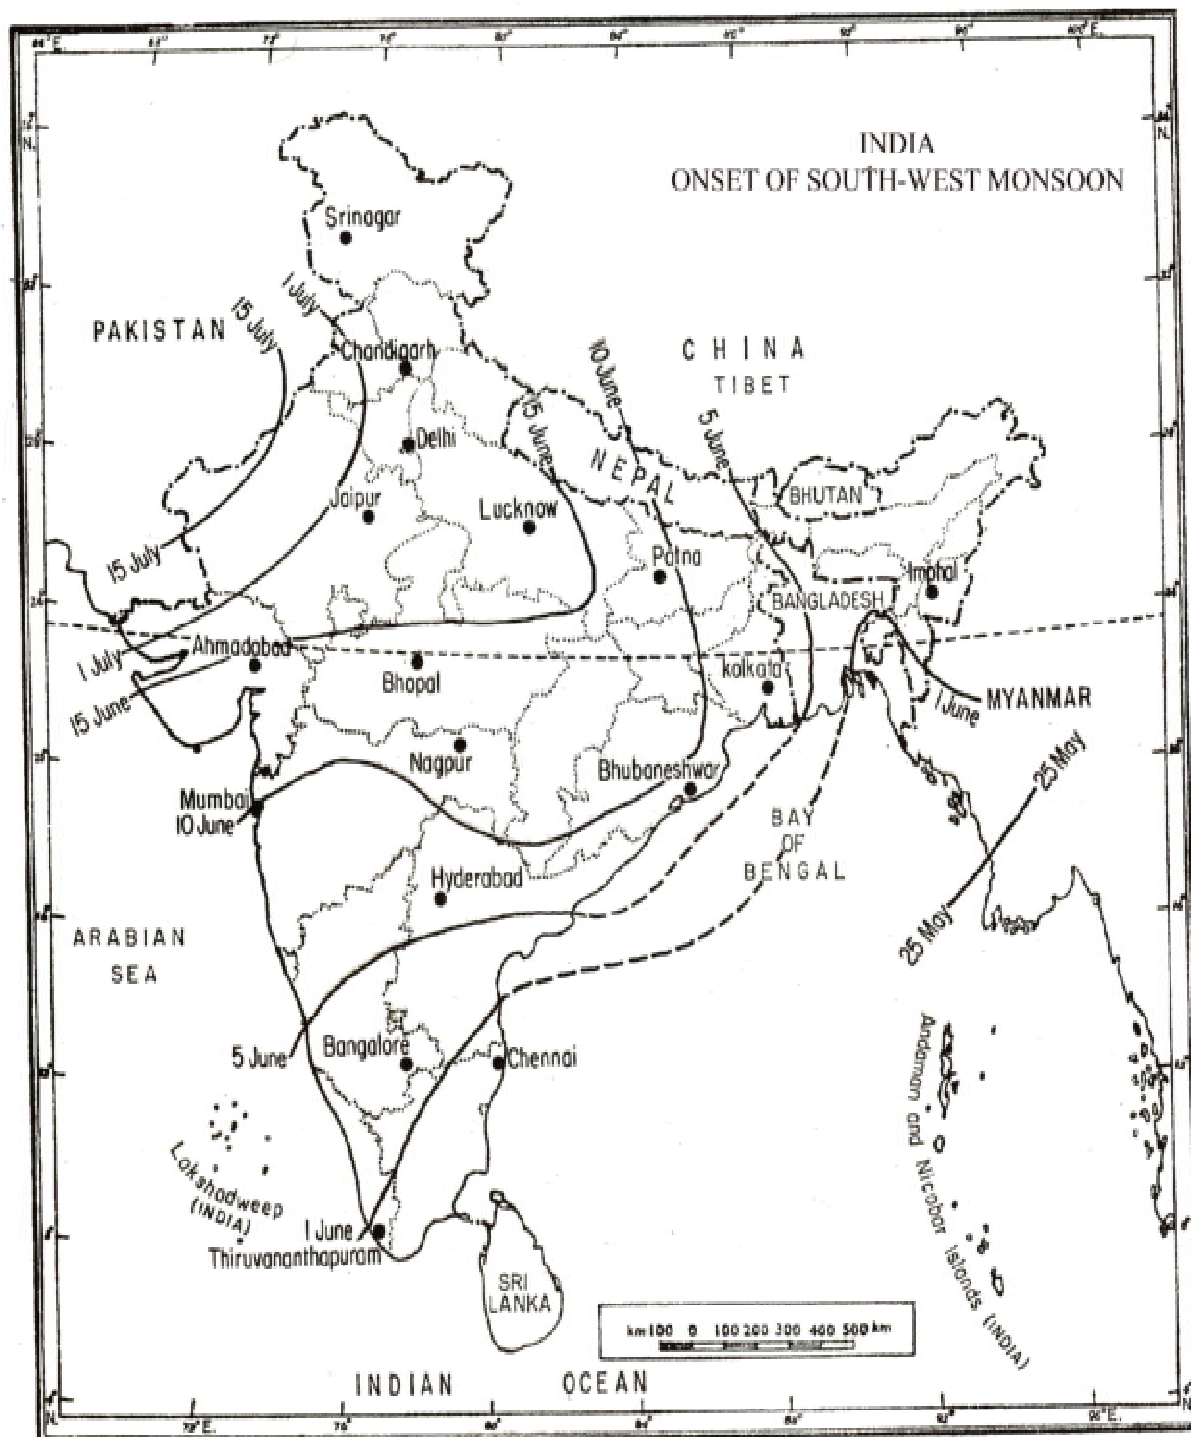 INDIA
ONSET OF SOUTH-WEST MONSOON
Srinagar
1 July
15 July
PAKISTAN
Chandigarh
10 June
CHINA
TIBET
15 June
5 June
Delhi
NEPAL
BHUTAN
Jaipur
Lucknow
15 July
Patna
Imphal
BANGLADESH
Ahmadabad
1 July
Bhopal
kolkata
15 June
1 June
MYANMAR
Nagpur
Bhubaneshwar
25 May
Mumbai
10 June
BAY
OF
BENGAL
Hyderabad
ARABIAN
SEA
25 May
5 June
Bangalore
Chennai
Andaman and Nicobar Islands (INDIA)
Lakshadweep
(INDIA)
1 June
Thiruvananthapuram
SRI
LANKA
km100 0 100 200 300 400 500 km
INDIAN OCEAN